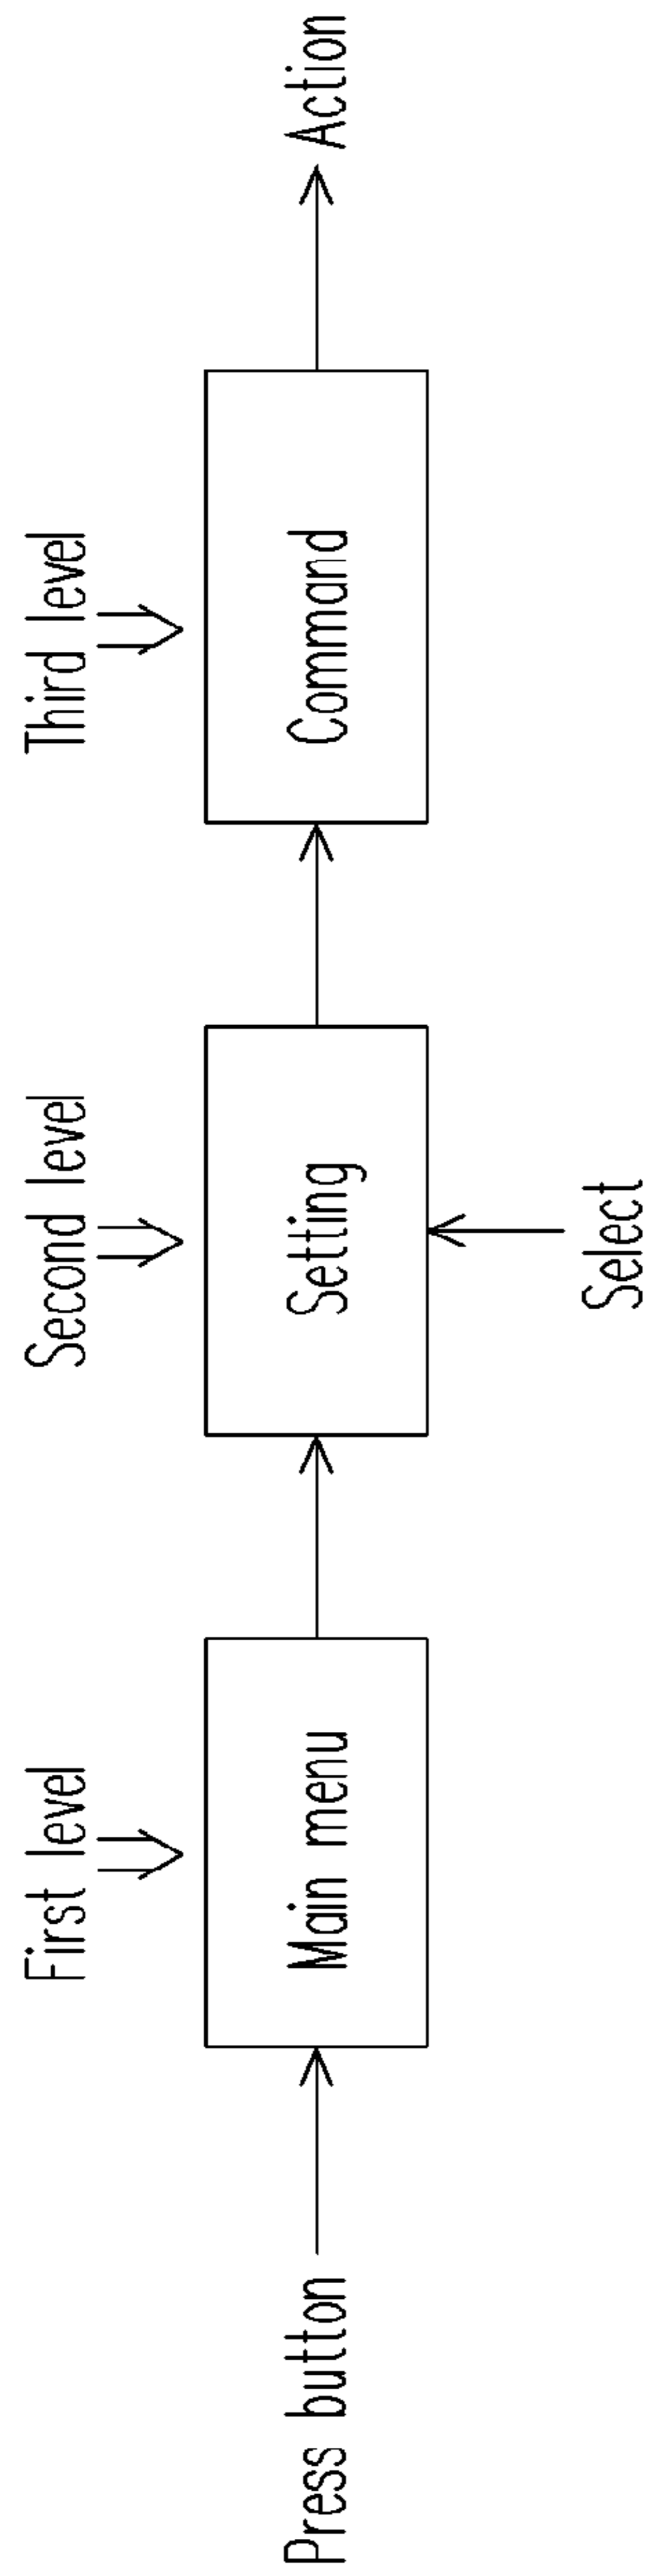 First level
Second level
Third level
Press button
Main menu
Setting
Command
Action
Select